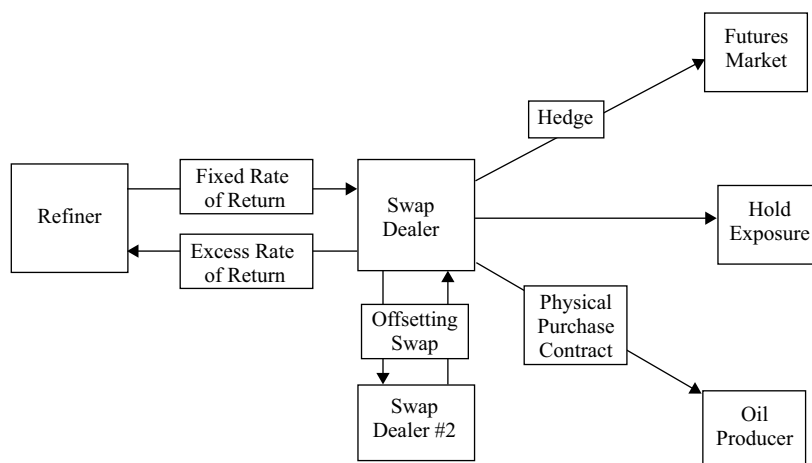 Futures
Market
Hedge
Fixed Rate
of Return
Refiner
Swap
Dealer
Hold
Exposure
Excess Rate
of Return
Physical
Purchase
Contract
Offsetting
Swap
Swap
Dealer #2
Oil
Producer